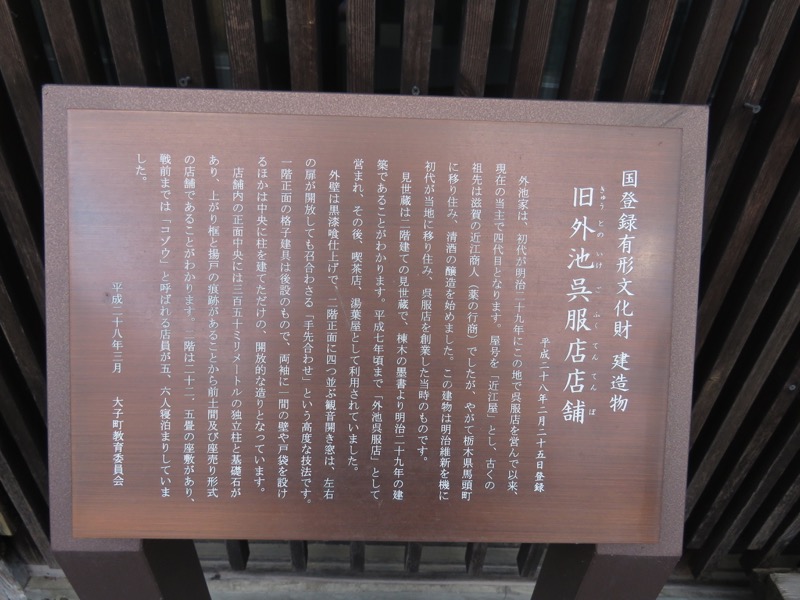 国登録有形文化財 建造物
きゅうとのいけごふくてんてんぽ
旧外池呉服店店舗
平成二十八年二月二十五日登録
外池家は、初代が明治二十九年にこの地で呉服店を営んで以来、
現在の当主で四代目となります。屋号を「近江屋」とし、古くの
祖先は滋賀の近江商人(薬の行商)でしたが、やがて栃木県馬頭町
に移り住み、清酒の醸造を始めました。この建物は明治維新を機に
初代が当地に移り住み、呉服店を創業した当時のものです。
見世蔵は二階建ての見世蔵で、棟木の墨書より明治二十九年の建
築であることがわかります。平成七年頃まで「外池呉服店」として
営まれ、その後、喫茶店、湯葉屋として利用されていました。
外壁は黒漆喰仕上げで、二階正面に四つ並ぶ観音開き窓は、左右
の扉が開放しても召合わさる「手先合わせ」という高度な技法です。
一階正面の格子建具は後設のもので、両袖に一間の壁や戸袋を設け
るほかは中央に柱を建てただけの、開放的な造りとなっています。
店舗内の正面中央には三百五十ミリメートルの独立柱と基礎石が
あり、上がり框と揚戸の痕跡があることから前土間及び座売り形式
の店舗であることがわかります。二階は二十二、五畳の座敷があり、
戦前までは「コゾウ」と呼ばれる店員が五、六人寝泊まりしていま
した。
平成二十八年三月 大子町教育委員会